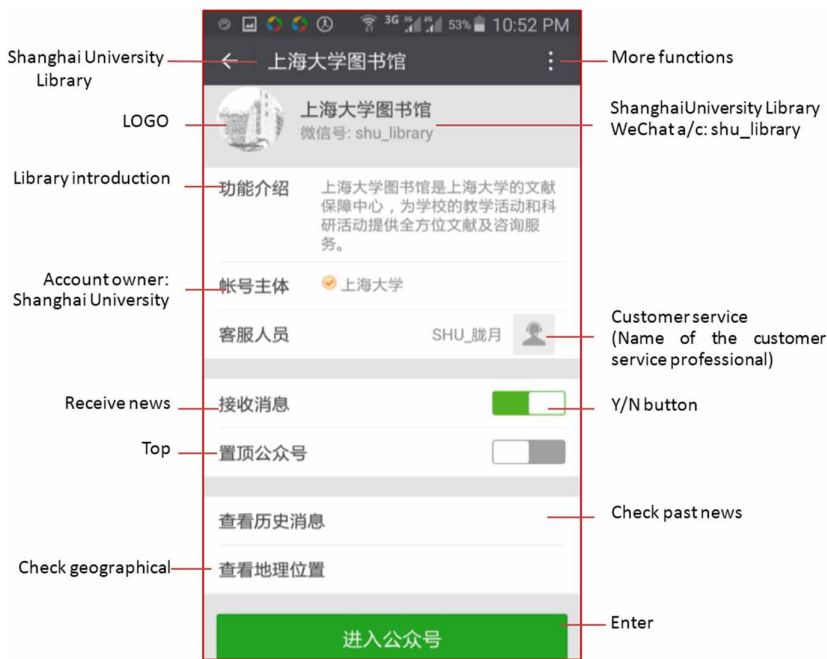 3G 3G 3G 53% 10:52 PM
Shanghai University
Library
上海大学图书馆
More functions
LOGO
上海大学图书馆
微信号: shu_library
ShanghaiUniversity Library
WeChat a/c: shu_library
Library introduction
功能介绍
上海大学图书馆是上海大学的文献
保障中心，为学校的教学活动和科
研活动提供全方位文献及咨询服
务。
Account owner:
Shanghai University
帐号主体
上海大学
客服人员
SHU_胧月
Customer service
(Name of the customer
service professional)
Receive news
接收消息
Y/N button
Top
置顶公众号
查看历史消息
Check past news
Check geographical
查看地理位置
进入公众号
Enter